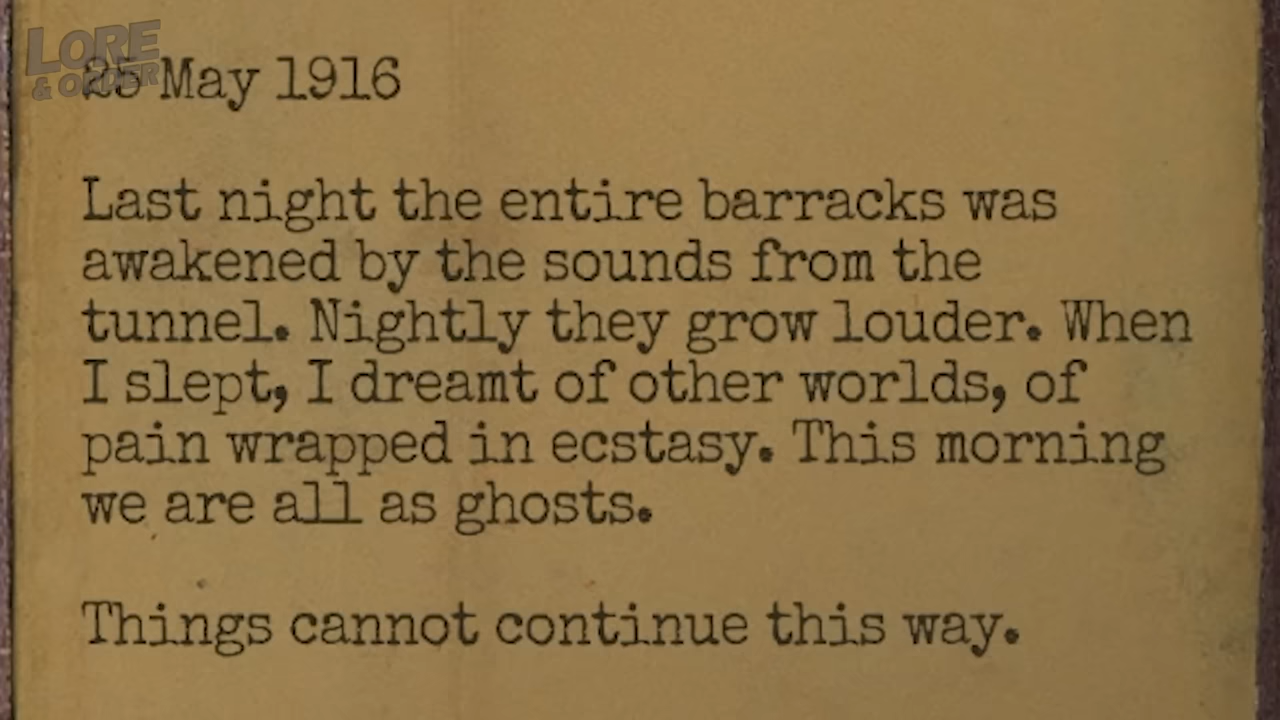 LORE
& ORDER
25 May 1916
Last night the entire barracks was
awakened by the sounds from the
tunnel. Nightly they grow louder. When
I slept, I dreamt of other worlds, of
pain wrapped in ecstasy. This morning
we are all as ghosts.
Things cannot continue this way.